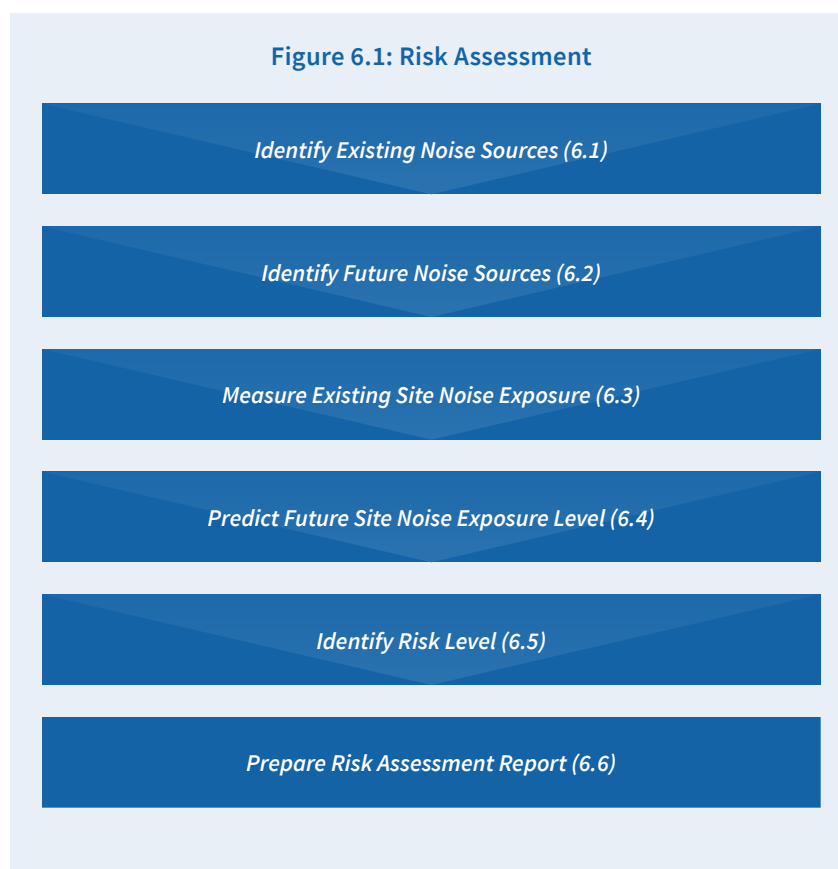 Figure 6.1: Risk Assessment
Identify Existing Noise Sources (6.1)
Identify Future Noise Sources (6.2)
Measure Existing Site Noise Exposure (6.3)
Predict Future Site Noise Exposure Level (6.4)
Identify Risk Level (6.5)
Prepare Risk Assessment Report (6.6)